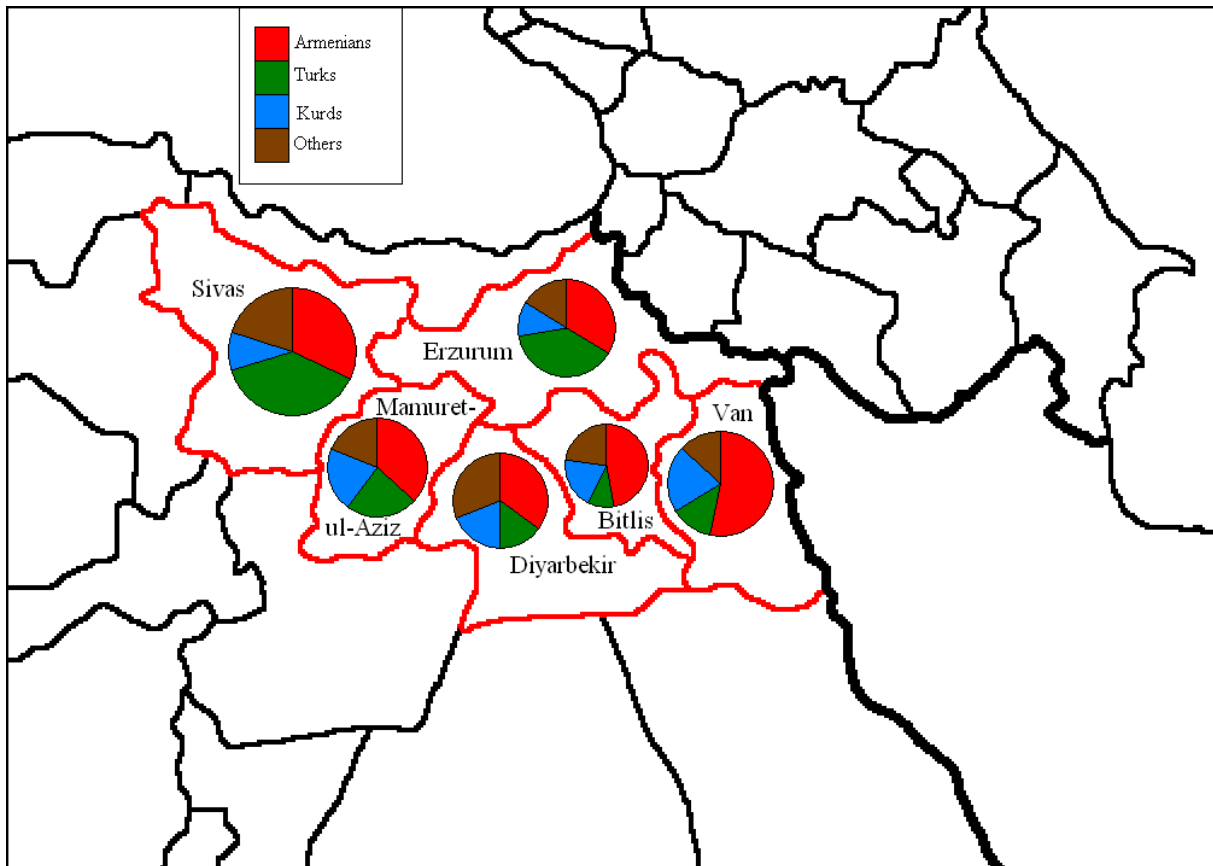 Armenians
Turks
Kurds
Others
Sivas
Erzurum
Mamuret-
ul-Aziz
Van
Bitlis
Diyarbekir